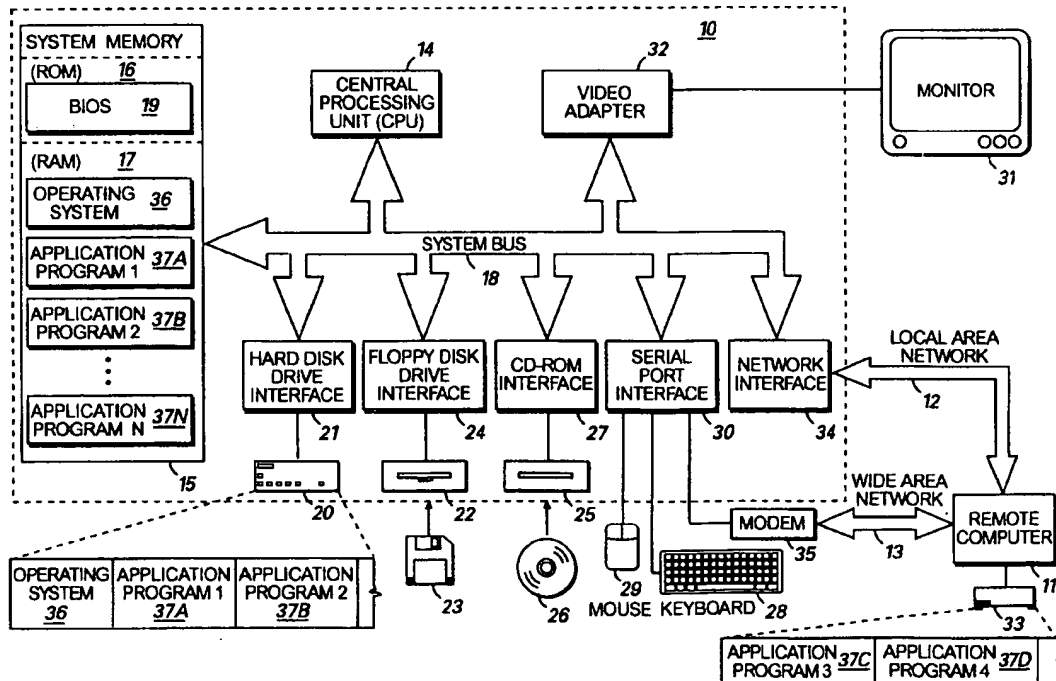 SYSTEM MEMORY
(ROM) 16
BIOS 19
(RAM) 17
OPERATING SYSTEM 36
APPLICATION PROGRAM 1 37A
APPLICATION PROGRAM 2 37B
APPLICATION PROGRAM N 37N
15
10
14
CENTRAL
PROCESSING
UNIT (CPU)
32
VIDEO
ADAPTER
MONITOR
31
SYSTEM BUS
18
HARD DISK
DRIVE
INTERFACE
21
FLOPPY DISK
DRIVE
INTERFACE
24
CD-ROM
INTERFACE
27
SERIAL
PORT
INTERFACE
30
NETWORK
INTERFACE
34
LOCAL AREA
NETWORK
12
20
22
25
WIDE AREA
NETWORK
13
MODEM
35
REMOTE
COMPUTER
11
33
23
26
29
MOUSE
KEYBOARD
28
OPERATING
SYSTEM
36
APPLICATION
PROGRAM 1
37A
APPLICATION
PROGRAM 2
37B
APPLICATION
PROGRAM 3 37C
APPLICATION
PROGRAM 4 37D